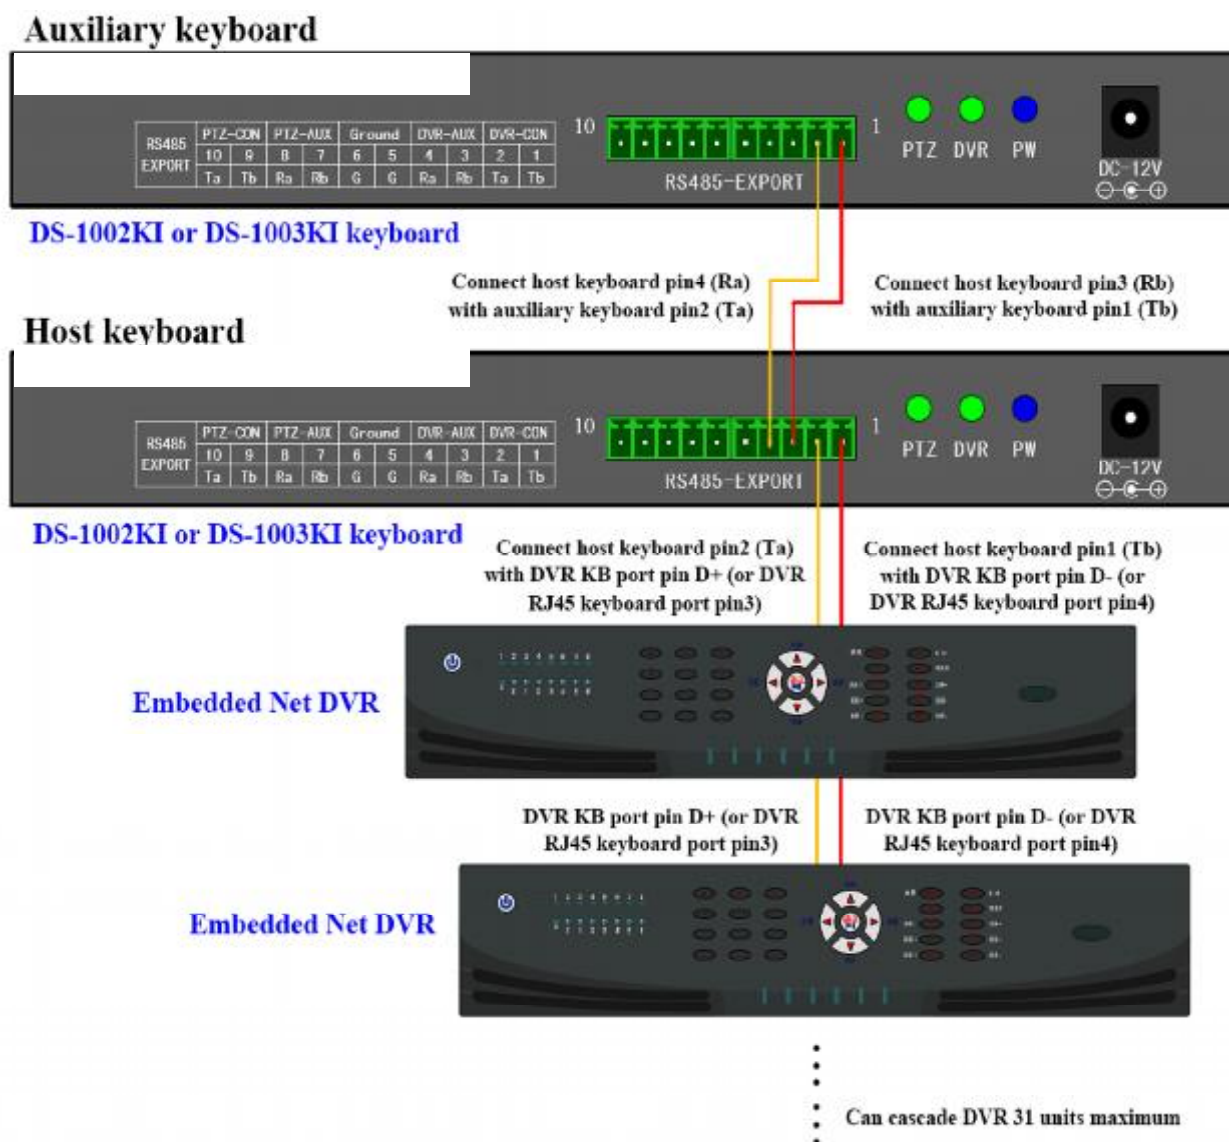 Auxiliary keyboard
RS485 EXPORT PTZ-CON PTZ-AUX Ground DVR-AUX DVR-CON
10 9 8 7 6 5 4 3 2 1
Ta Tb Ra Rb G G Ra Rb Ta Tb
10 1
RS485-EXPORT
PTZ DVR PW
DC-12V
DS-1002KI or DS-1003KI keyboard
Connect host keyboard pin4 (Ra)
with auxiliary keyboard pin2 (Ta)
Connect host keyboard pin3 (Rb)
with auxiliary keyboard pin1 (Tb)
Host keyboard
RS485 EXPORT PTZ-CON PTZ-AUX Ground DVR-AUX DVR-CON
10 9 8 7 6 5 4 3 2 1
Ta Tb Ra Rb G G Ra Rb Ta Tb
10 1
RS485-EXPORT
PTZ DVR PW
DC-12V
DS-1002KI or DS-1003KI keyboard
Connect host keyboard pin2 (Ta)
with DVR KB port pin D+ (or DVR
RJ45 keyboard port pin3)
Connect host keyboard pin1 (Tb)
with DVR KB port pin D- (or
DVR RJ45 keyboard port pin4)
Embedded Net DVR
DVR KB port pin D+ (or DVR
RJ45 keyboard port pin3)
DVR KB port pin D- (or DVR
RJ45 keyboard port pin4)
Embedded Net DVR
Can cascade DVR 31 units maximum